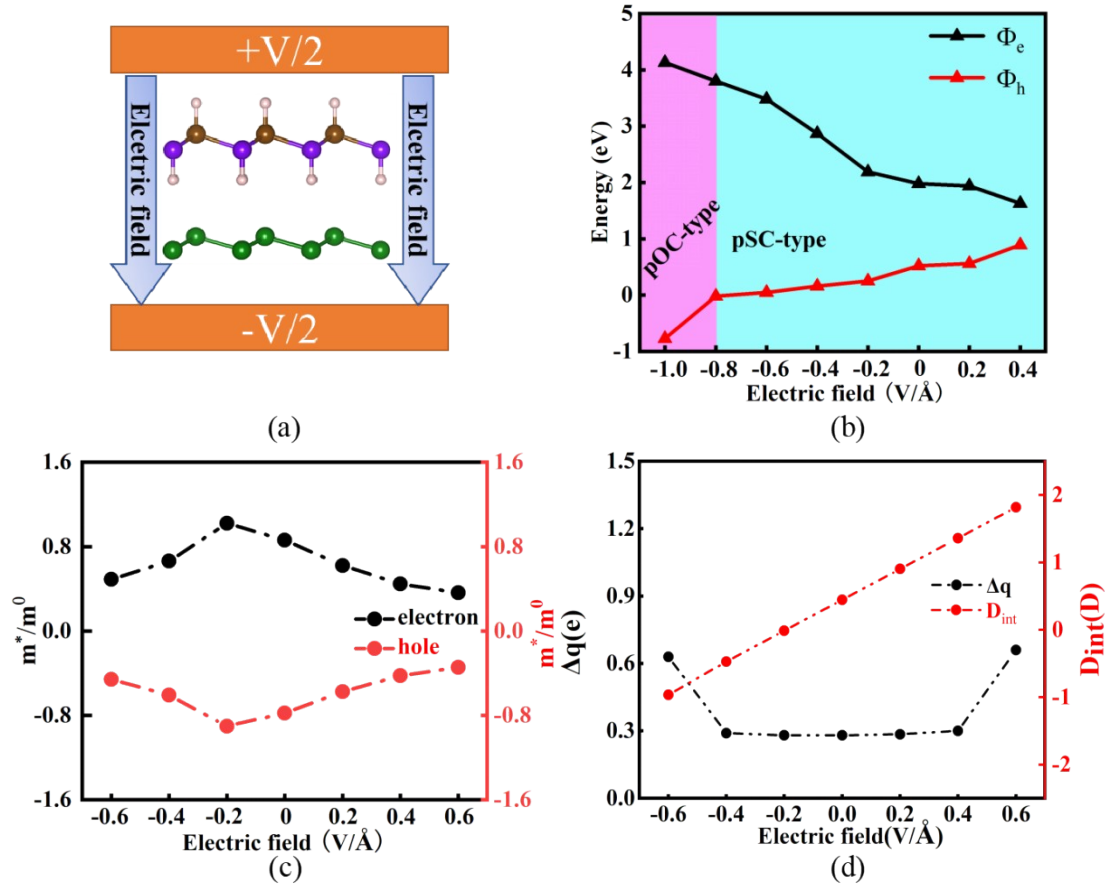 +V/2
Elcetric field
Elcetric field
-V/2
(a)
5
4
3
2
1
0
-1
Energy (eV)
Φe
Φh
pOC-type
pSC-type
-1.0 -0.8 -0.6 -0.4 -0.2 0 0.2 0.4
Electric field (V/Å)
(b)
1.6
0.8
0.0
-0.8
-1.6
m*/m0
electron
hole
1.6
0.8
0.0
-0.8
-1.6
m*/m0
-0.6 -0.4 -0.2 0 0.2 0.4 0.6
Electric field (V/Å)
(c)
1.5
1.2
0.9
0.6
0.3
0.0
Δq(e)
Δq
Dint
2
1
0
-1
-2
Dint(D)
-0.6 -0.4 -0.2 0.0 0.2 0.4 0.6
Electric field(V/Å)
(d)